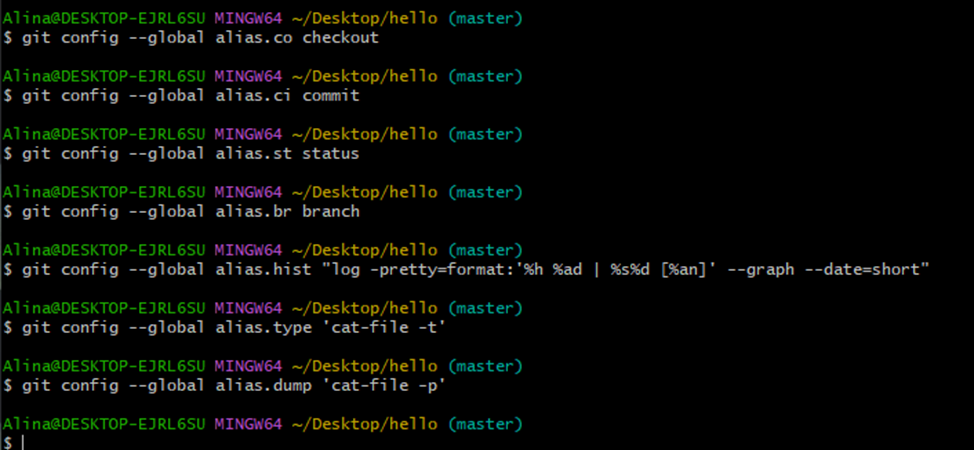 Alina@DESKTOP-EJRL6SU MINGW64 ~/Desktop/hello (master)
$ git config --global alias.co checkout
Alina@DESKTOP-EJRL6SU MINGW64 ~/Desktop/hello (master)
$ git config --global alias.ci commit
Alina@DESKTOP-EJRL6SU MINGW64 ~/Desktop/hello (master)
$ git config --global alias.st status
Alina@DESKTOP-EJRL6SU MINGW64 ~/Desktop/hello (master)
$ git config --global alias.br branch
Alina@DESKTOP-EJRL6SU MINGW64 ~/Desktop/hello (master)
$ git config --global alias.hist "log -pretty=format:'%h %ad | %s%d [%an]' --graph --date=short"
Alina@DESKTOP-EJRL6SU MINGW64 ~/Desktop/hello (master)
$ git config --global alias.type 'cat-file -t'
Alina@DESKTOP-EJRL6SU MINGW64 ~/Desktop/hello (master)
$ git config --global alias.dump 'cat-file -p'
Alina@DESKTOP-EJRL6SU MINGW64 ~/Desktop/hello (master)
$